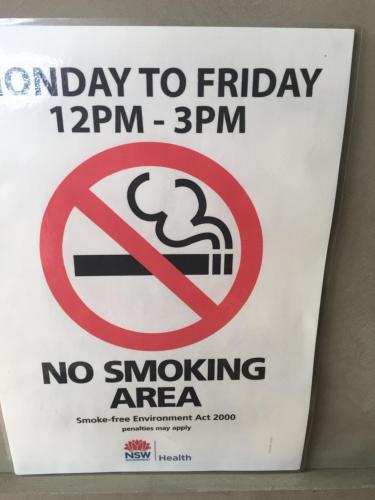 ONDAY TO FRIDAY
12PM - 3PM
NO SMOKING
AREA
Smoke-free Environment Act 2000
penalties may apply
NSW
Health